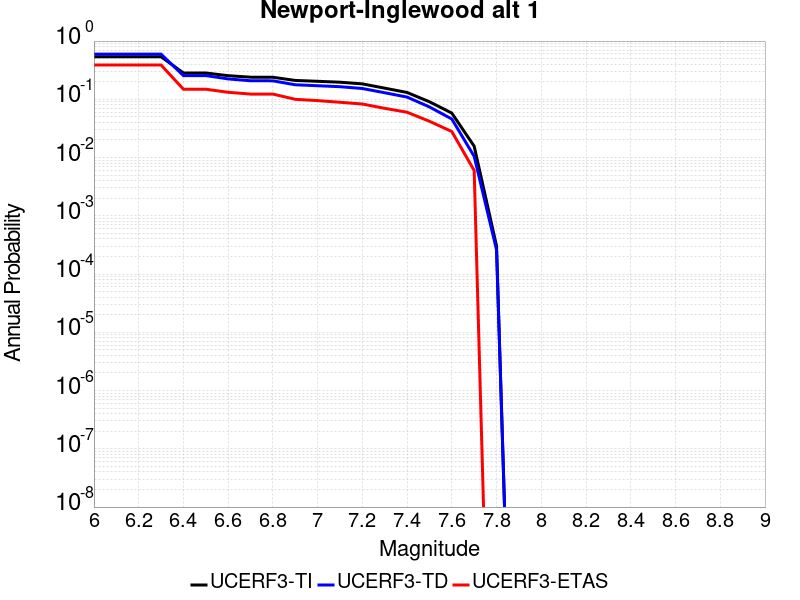 Newport-Inglewood alt 1
10^0
10^-1
10^-2
10^-3
10^-4
10^-5
10^-6
10^-7
10^-8
Annual Probability
6 6.2 6.4 6.6 6.8 7 7.2 7.4 7.6 7.8 8 8.2 8.4 8.6 8.8 9
Magnitude
UCERF3-TI UCERF3-TD UCERF3-ETAS